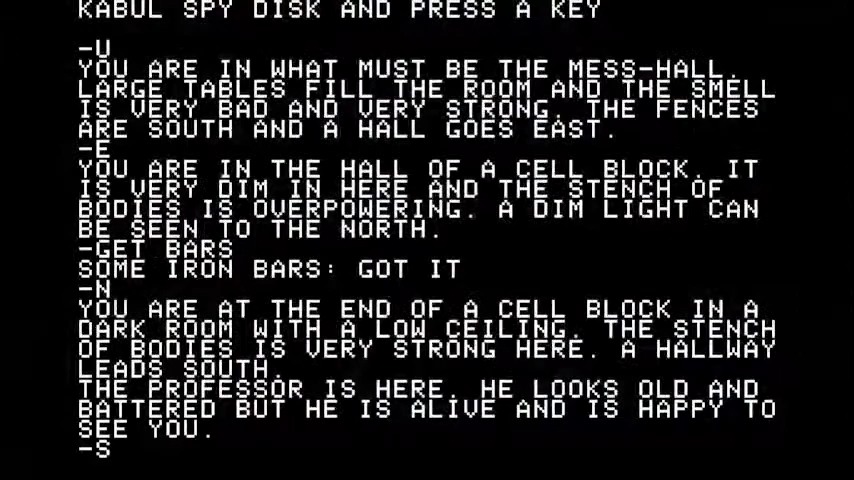 KABUL SPY DISK AND PRESS A KEY
-U
YOU ARE IN WHAT MUST BE THE MESS-HALL.
LARGE TABLES FILL THE ROOM AND THE SMELL
IS VERY BAD AND VERY STRONG. THE FENCES
ARE SOUTH AND A HALL GOES EAST.
-E
YOU ARE IN THE HALL OF A CELL BLOCK. IT
IS VERY DIM IN HERE AND THE STENCH OF
BODIES IS OVERPOWERING. A DIM LIGHT CAN
BE SEEN TO THE NORTH.
-GET BARS
SOME IRON BARS: GOT IT
-N
YOU ARE AT THE END OF A CELL BLOCK IN A
DARK ROOM WITH A LOW CEILING. THE STENCH
OF BODIES IS VERY STRONG HERE. A HALLWAY
LEADS SOUTH.
THE PROFESSOR IS HERE. HE LOOKS OLD AND
BATTERED BUT HE IS ALIVE AND IS HAPPY TO
SEE YOU.
-S